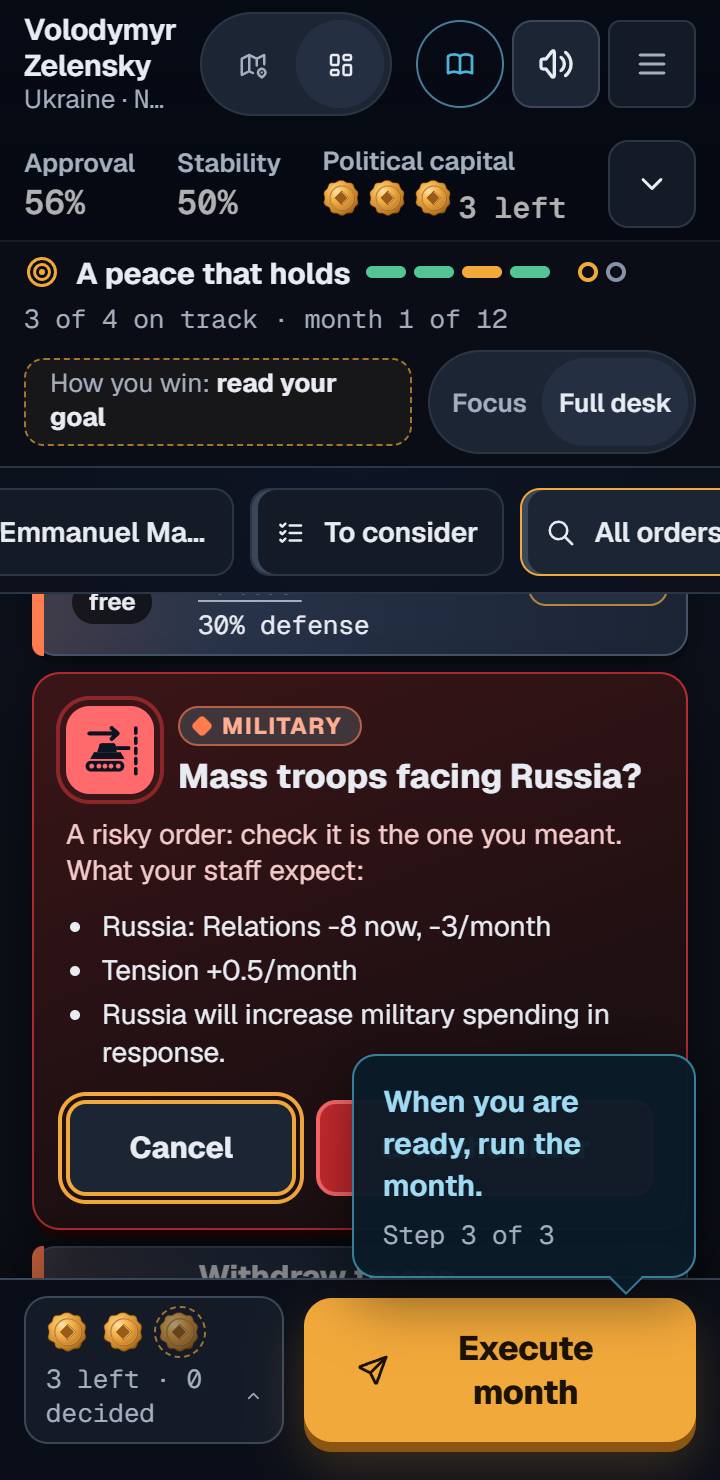 Volodymyr
Zelensky
Ukraine · N…
Approval
56%
Stability
50%
Political capital
3 left
A peace that holds
3 of 4 on track · month 1 of 12
How you win: read your
goal
Focus
Full desk
Emmanuel Ma…
To consider
All orders
free
30% defense
MILITARY
Mass troops facing Russia?
A risky order: check it is the one you meant.
What your staff expect:
• Russia: Relations -8 now, -3/month
• Tension +0.5/month
• Russia will increase military spending in
response.
Cancel
When you are
ready, run the
month.
Step 3 of 3
Withdraw troops
3 left · 0
decided
Execute
month